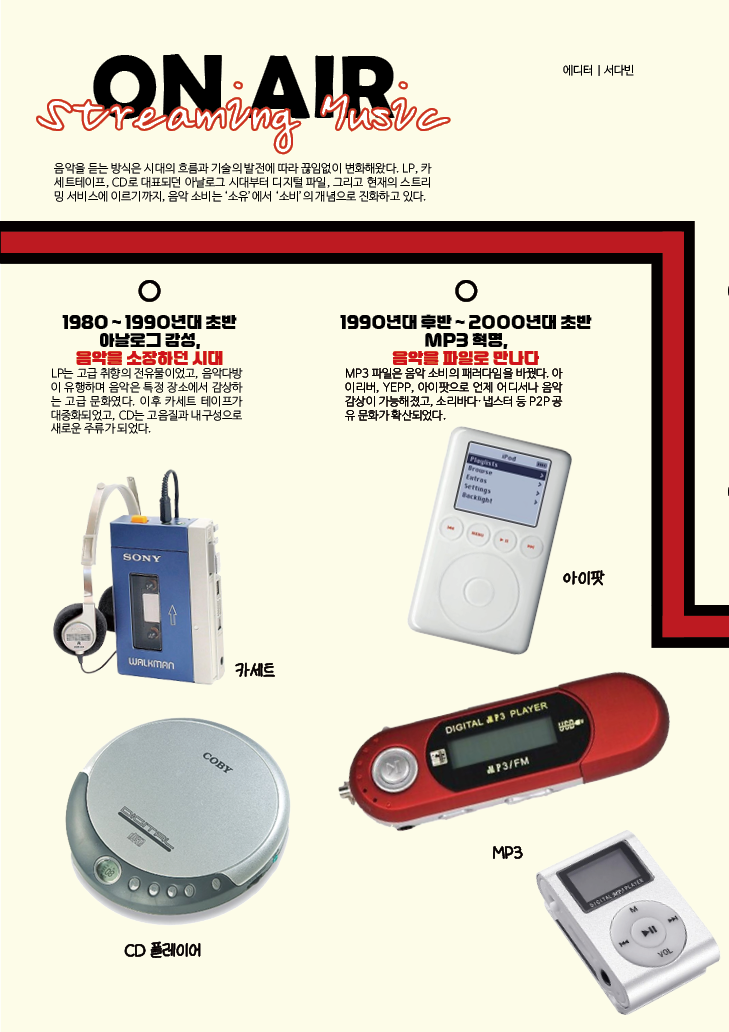 ON AIR
Streaming Music
에디터 | 서다빈
음악을 듣는 방식은 시대의 흐름과 기술의 발전에 따라 끊임없이 변화해왔다. LP, 카
세트테이프, CD로 대표되던 아날로그 시대부터 디지털 파일, 그리고 현재의 스트리
밍 서비스에 이르기까지, 음악 소비는 '소유'에서 '소비'의 개념으로 진화하고 있다.
1980 ~ 1990년대 초반
아날로그 감성,
음악을 소장하던 시대
LP는 고급 취향의 전유물이었고, 음악다방
이 유행하며 음악은 특정 장소에서 감상하
는 고급 문화였다. 이후 카세트 테이프가
대중화되었고, CD는 고음질과 내구성으로
새로운 주류가 되었다.
1990년대 후반 ~ 2000년대 초반
MP3 혁명,
음악을 파일로 만나다
MP3 파일은 음악 소비의 패러다임을 바꿨다. 아
이리버, YEPP, 아이팟으로 언제 어디서나 음악
감상이 가능해졌고, 소리바다·냅스터 등 P2P 공
유 문화가 확산되었다.
iPod
Playlists
Browse
Extras
Settings
Backlight
MENU
아이팟
SONY
WALKMAN
카세트
DIGITAL MP3 PLAYER
USB
MP3/FM
MP3
COBY
DIGITAL
CD 플레이어
DIGITAL MP3 PLAYER
M
VOL